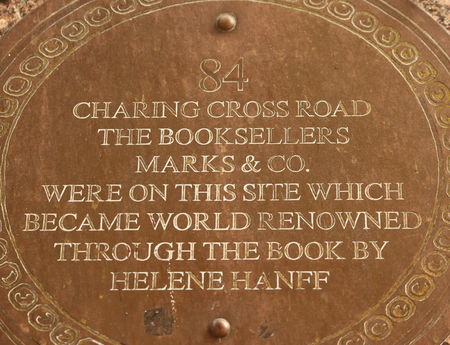 84
CHARING CROSS ROAD
THE BOOKSELLERS
MARKS & CO.
WERE ON THIS SITE WHICH
BECAME WORLD RENOWNED
THROUGH THE BOOK BY
HELENE HANFF